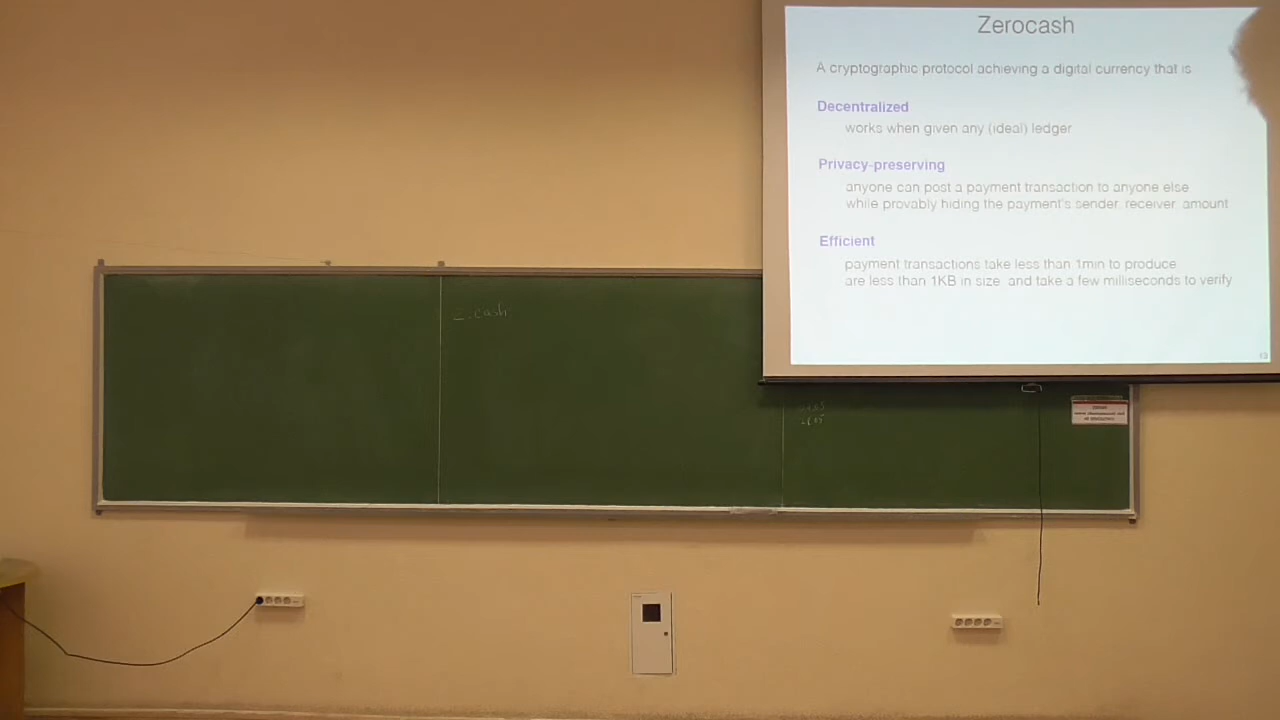 Zerocash
A cryptographic protocol achieving a digital currency that is
Decentralized
works when given any (ideal) ledger
Privacy-preserving
anyone can post a payment transaction to anyone else
while provably hiding the payment's sender, receiver, amount
Efficient
payment transactions take less than 1min to produce
are less than 1KB in size, and take a few milliseconds to verify
13
cash